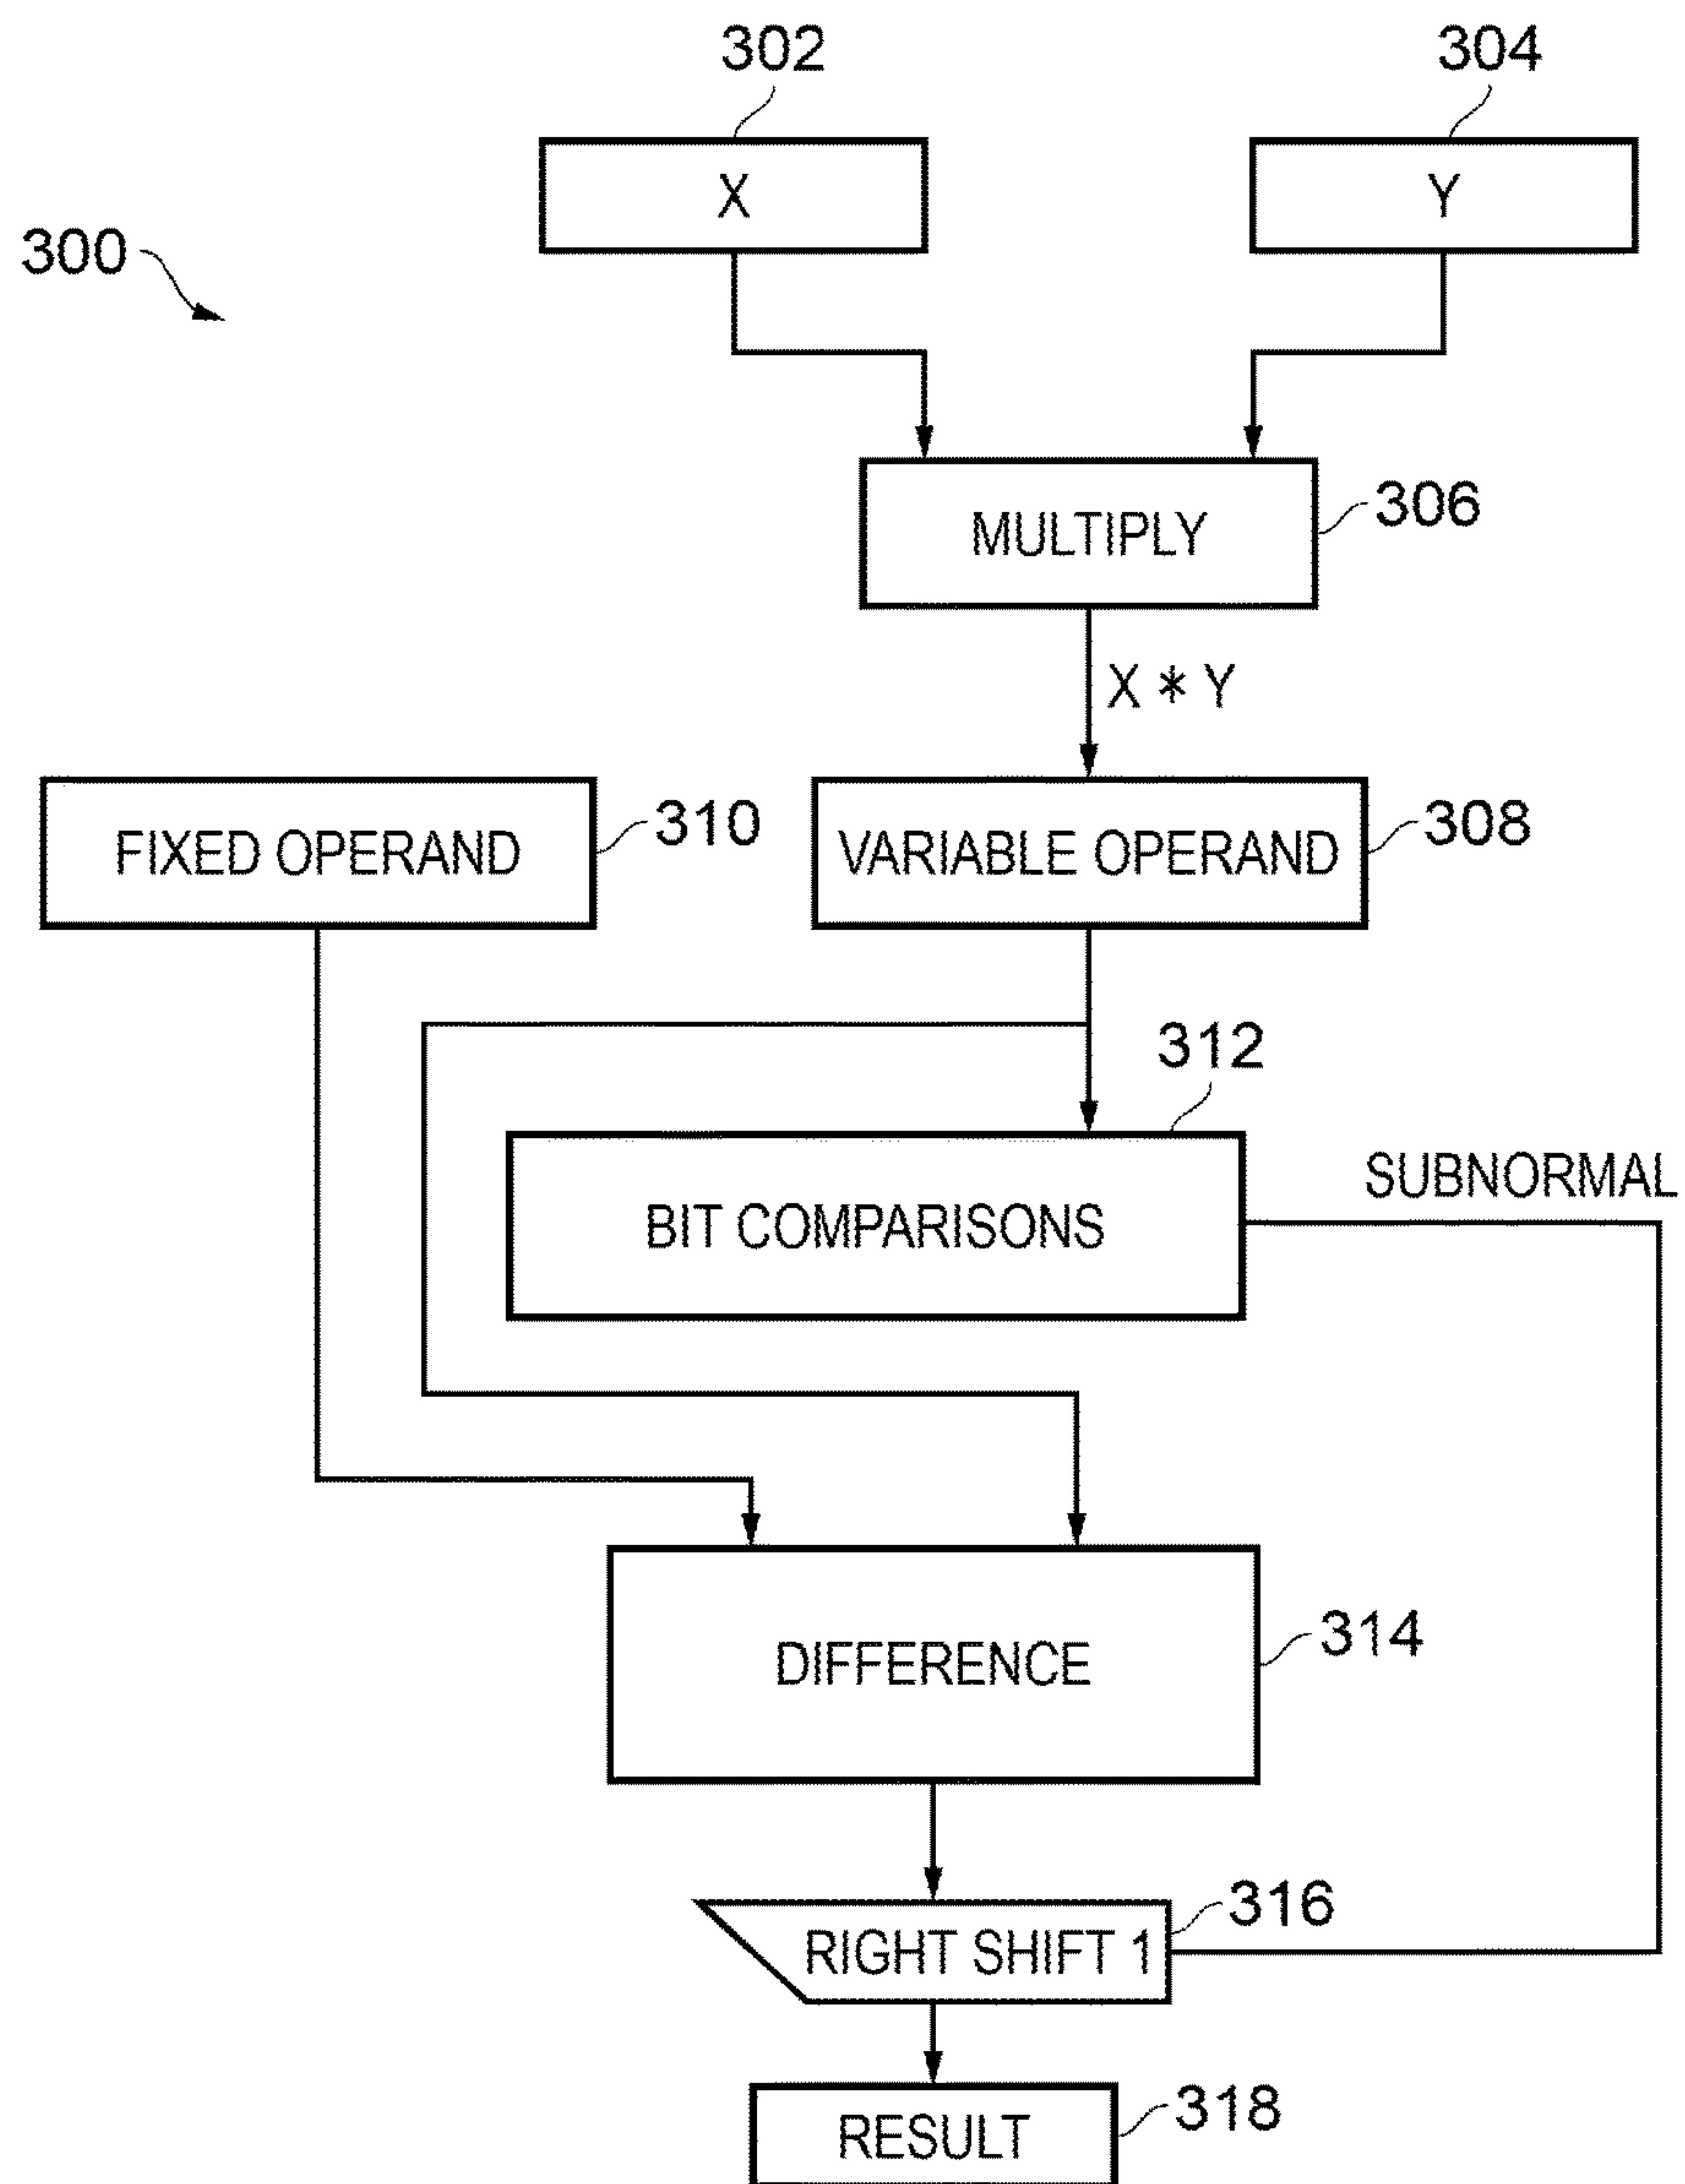 302
304
X
Y
300
MULTIPLY
306
X * Y
FIXED OPERAND
310
VARIABLE OPERAND
308
312
BIT COMPARISONS
SUBNORMAL
DIFFERENCE
314
RIGHT SHIFT 1
316
RESULT
318